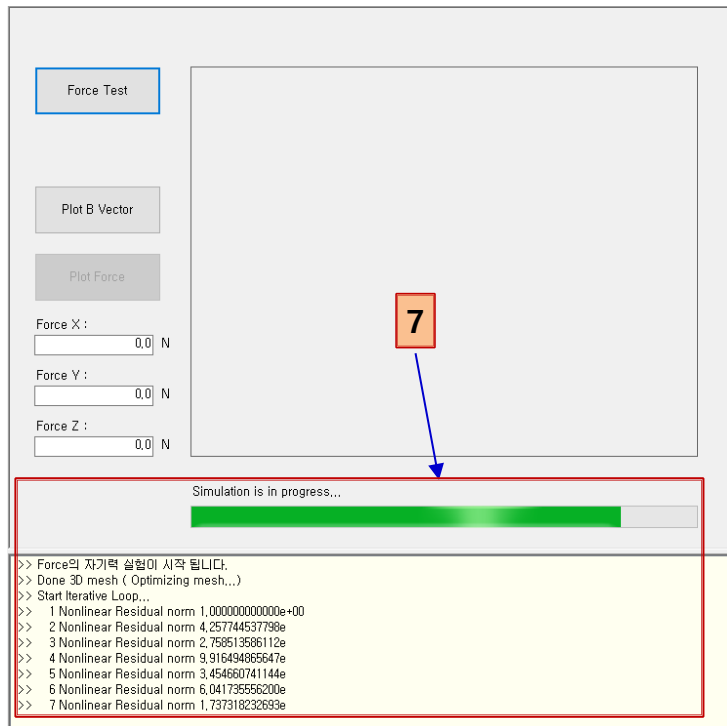 Force Test
Plot B Vector
Plot Force
Force X :
0,0 N
Force Y :
0,0 N
Force Z :
0,0 N
7
Simulation is in progress,,,
>> Force의 자기력 실험이 시작 됩니다.
>> Done 3D mesh ( Optimizing mesh,,,)
>> Start Iterative Loop,,,
>> 1 Nonlinear Residual norm 1,000000000000e+00
>> 2 Nonlinear Residual norm 4,257744537798e
>> 3 Nonlinear Residual norm 2,758513586112e
>> 4 Nonlinear Residual norm 9,916494865647e
>> 5 Nonlinear Residual norm 3,454660741144e
>> 6 Nonlinear Residual norm 6,041735556200e
>> 7 Nonlinear Residual norm 1,737318232693e